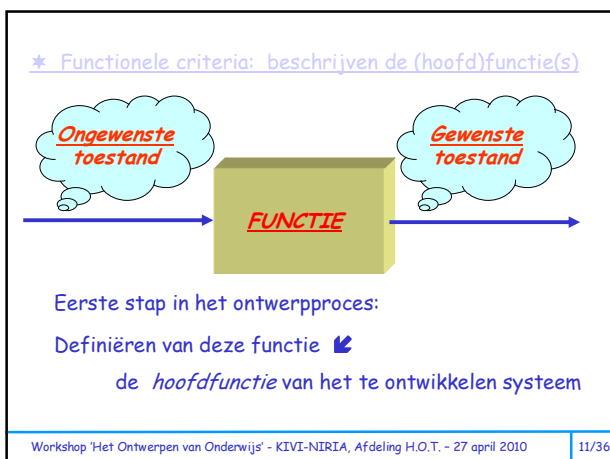 ✷ Functionele criteria: beschrijven de (hoofd)functie(s)
Ongewenste
toestand
Gewenste
toestand
FUNCTIE
Eerste stap in het ontwerpproces:
Definiëren van deze functie
de hoofdfunctie van het te ontwikkelen systeem
Workshop 'Het Ontwerpen van Onderwijs' - KIVI-NIRIA, Afdeling H.O.T. – 27 april 2010
11/36